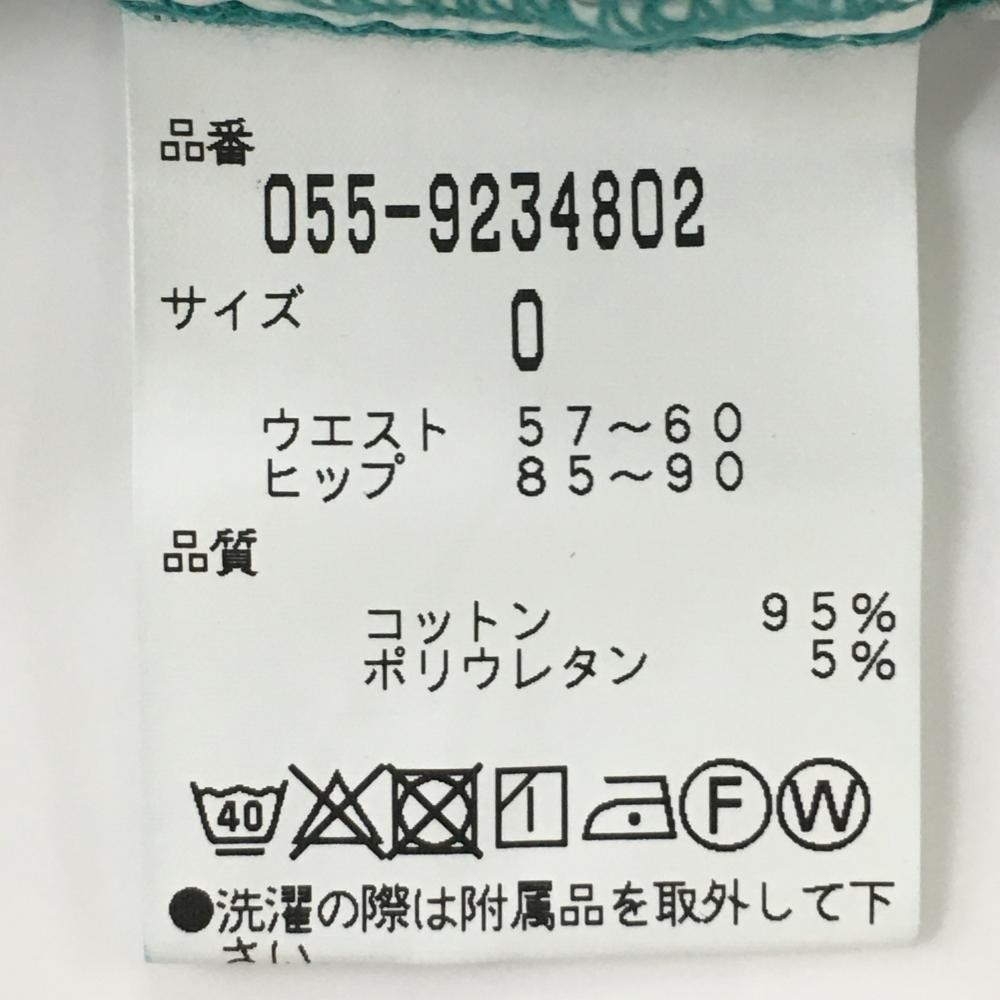 品番
055-9234802
サイズ 0
ウエスト 57～60
ヒップ 85～90
品質
コットン 95%
ポリウレタン 5%
40 F W
●洗濯の際は附属品を取外して下
さい